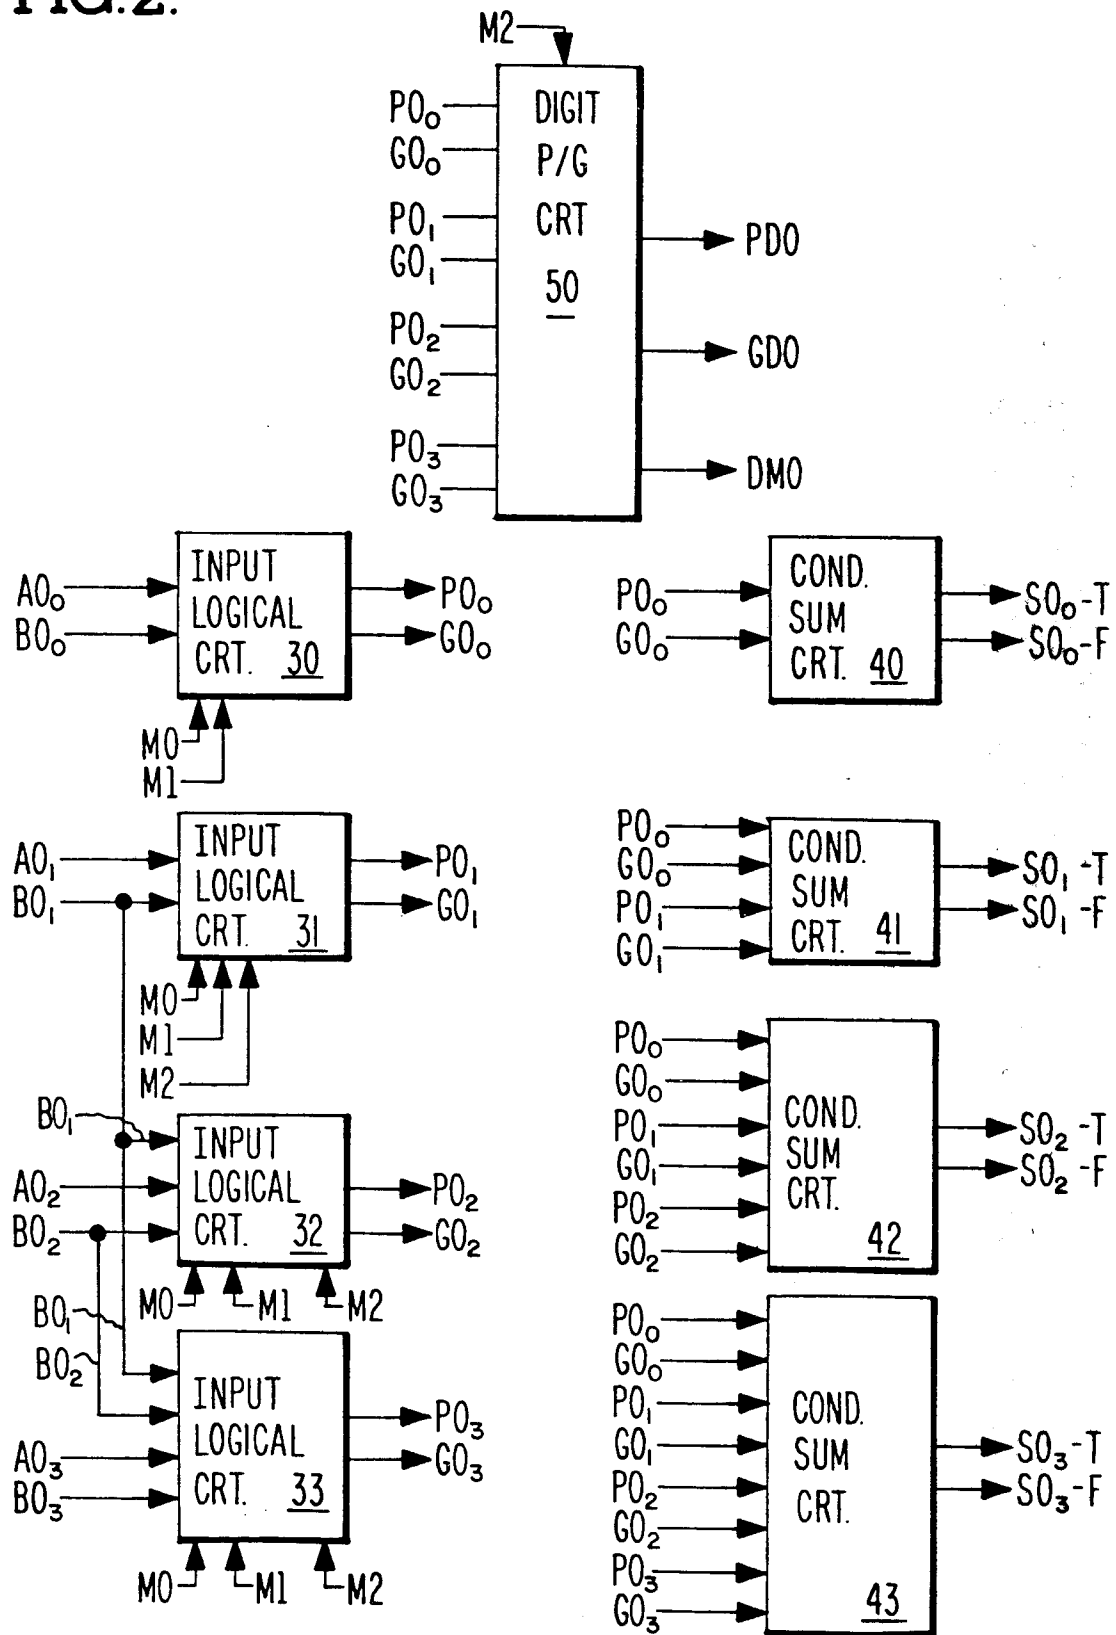 FIG.2.
M2
PO₀
GO₀
PO₁
GO₁
PO₂
GO₂
PO₃
GO₃
DIGIT
P/G
CRT
50
PDO
GDO
DMO
AO₀
BO₀
INPUT
LOGICAL
CRT. 30
PO₀
GO₀
M0
M1
PO₀
GO₀
COND.
SUM
CRT. 40
SO₀-T
SO₀-F
AO₁
BO₁
INPUT
LOGICAL
CRT. 31
PO₁
GO₁
M0
M1
M2
PO₀
GO₀
PO₁
GO₁
COND.
SUM
CRT. 41
SO₁-T
SO₁-F
BO₁
AO₂
BO₂
INPUT
LOGICAL
CRT. 32
PO₂
GO₂
M0
M1
M2
PO₀
GO₀
PO₁
GO₁
PO₂
GO₂
COND.
SUM
CRT.
42
SO₂-T
SO₂-F
BO₁
BO₂
AO₃
BO₃
INPUT
LOGICAL
CRT. 33
PO₃
GO₃
M0
M1
M2
PO₀
GO₀
PO₁
GO₁
PO₂
GO₂
PO₃
GO₃
COND.
SUM
CRT.
43
SO₃-T
SO₃-F